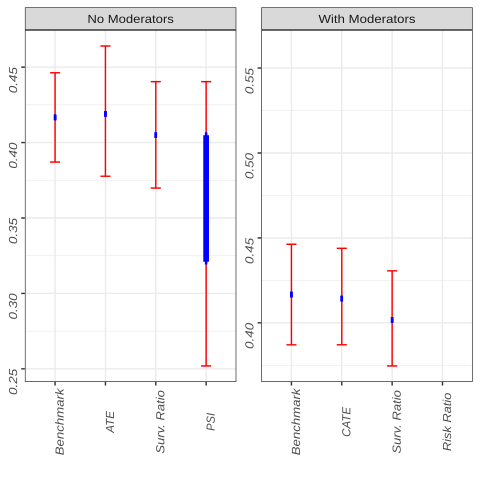 No Moderators
With Moderators
0.45
0.40
0.35
0.30
0.25
0.55
0.50
0.45
0.40
Benchmark
ATE
Surv. Ratio
PSI
Benchmark
CATE
Surv. Ratio
Risk Ratio